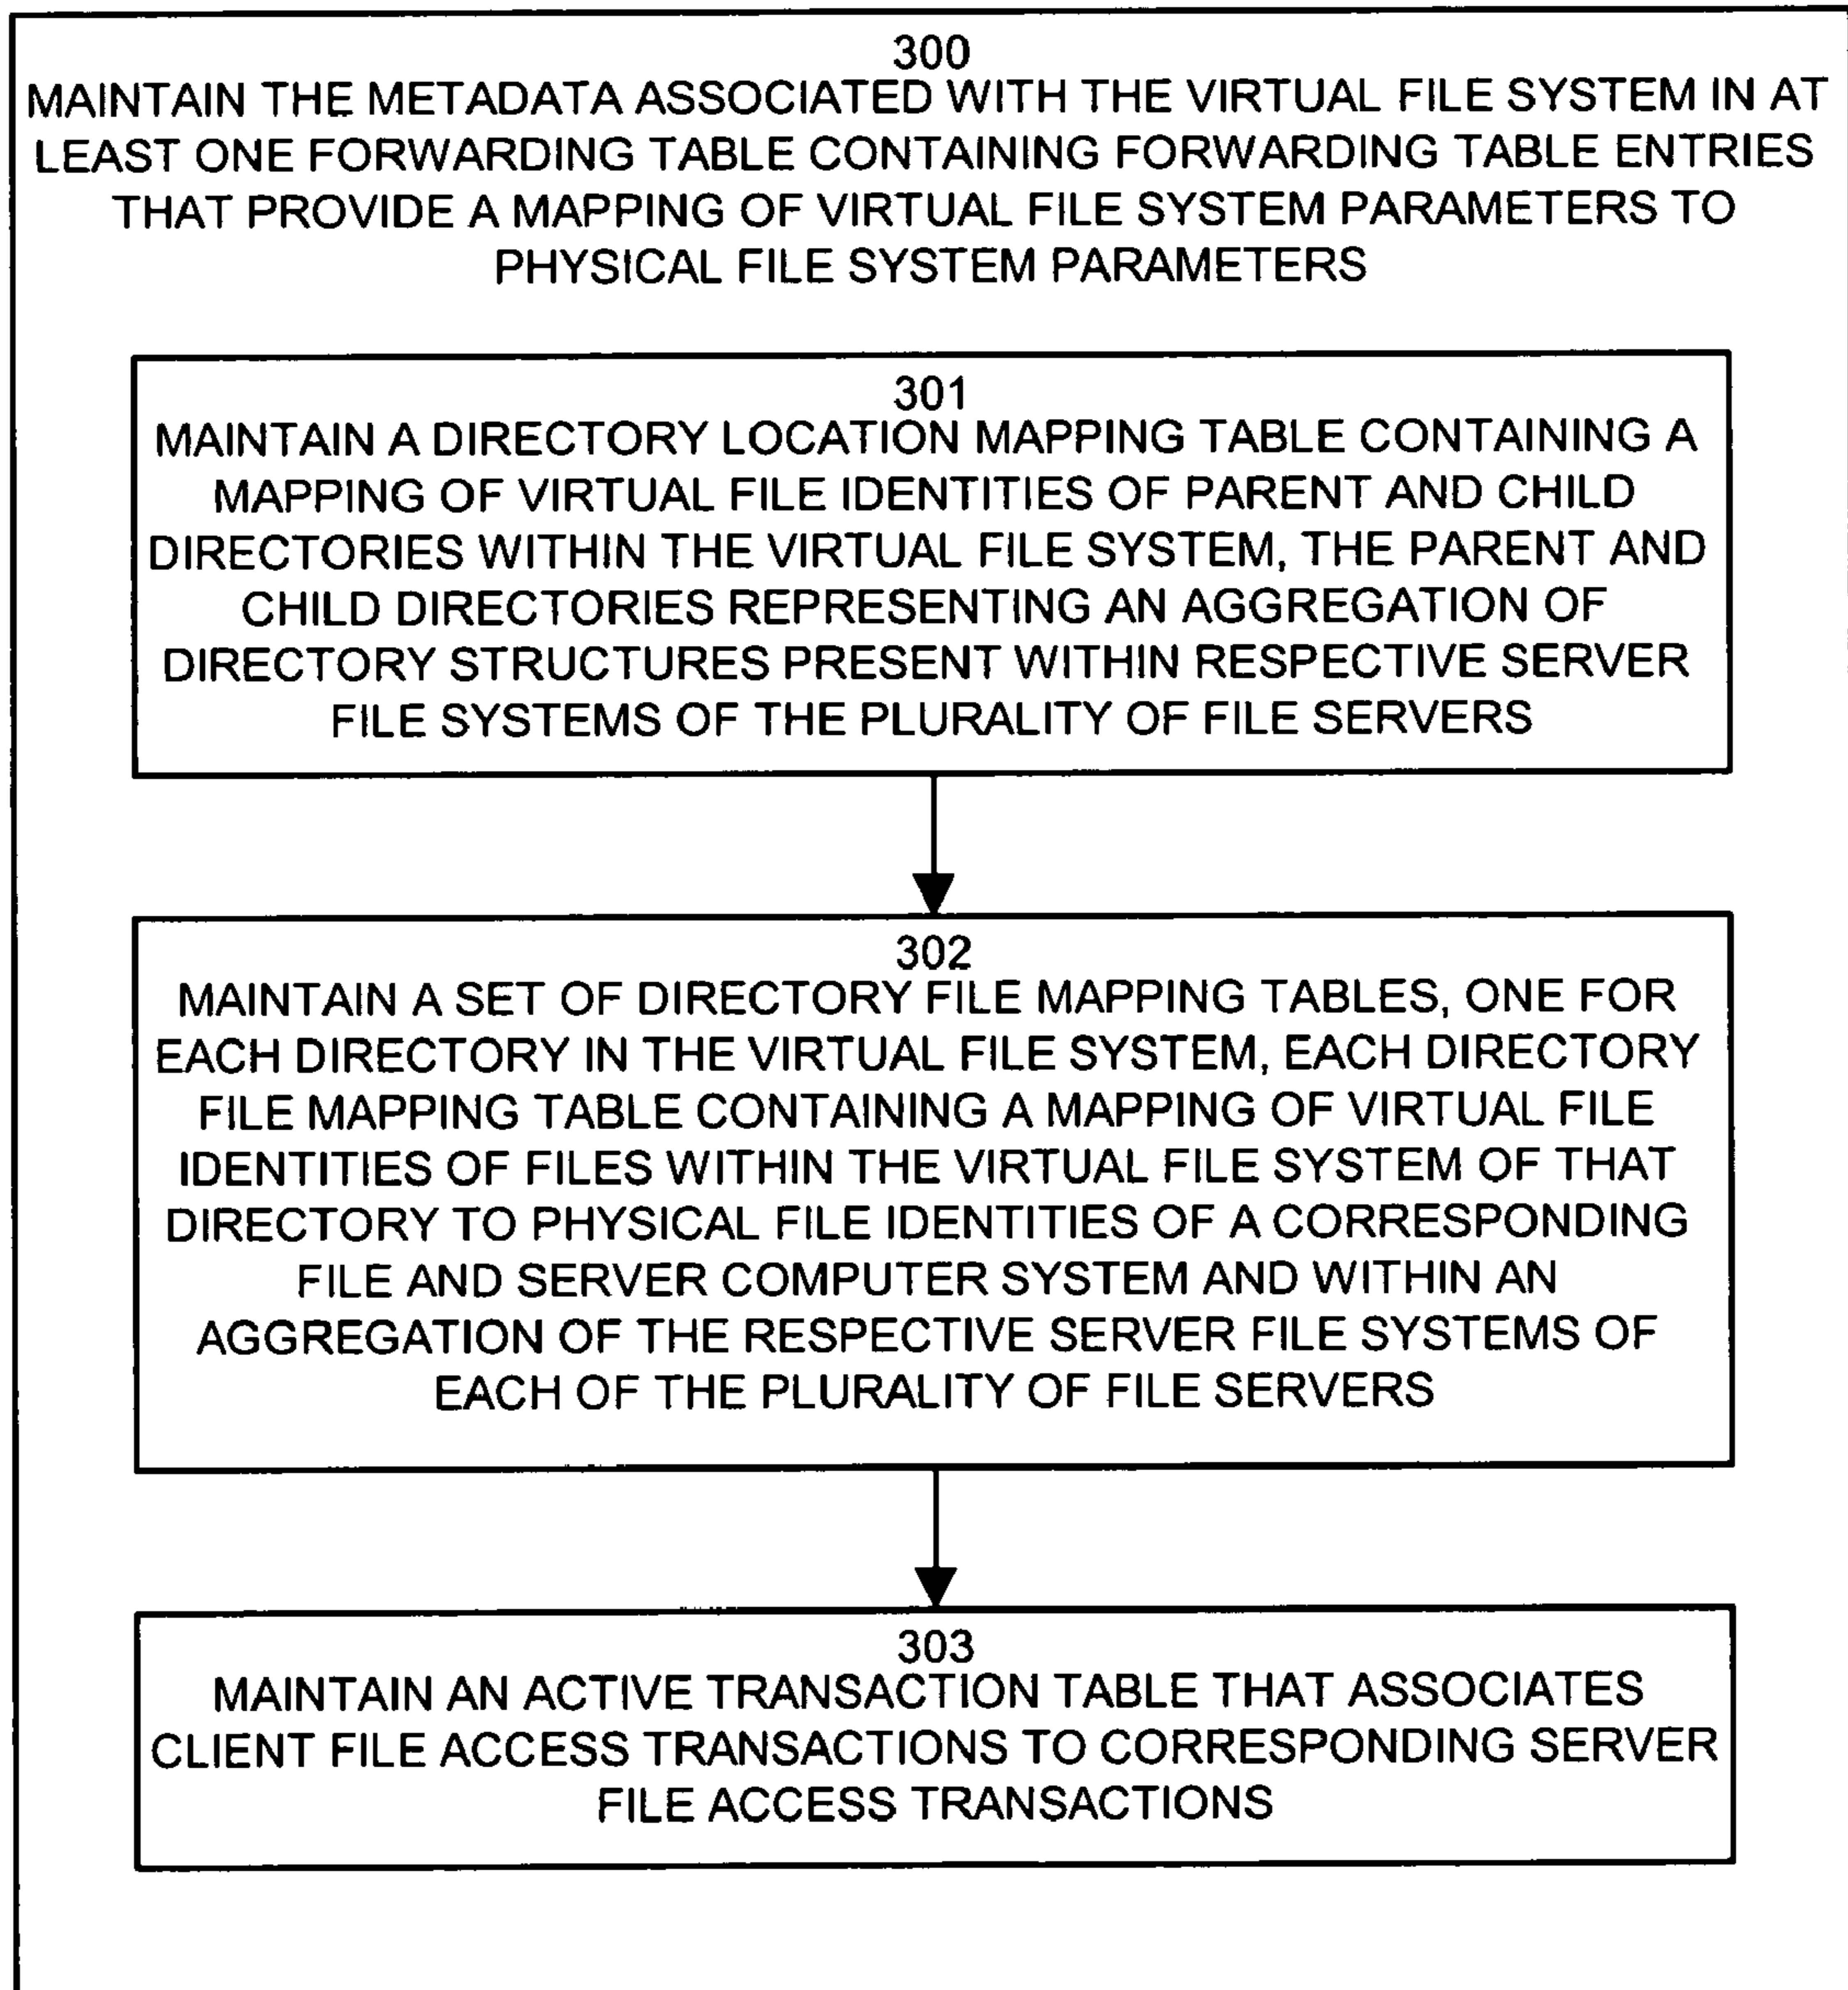 300
MAINTAIN THE METADATA ASSOCIATED WITH THE VIRTUAL FILE SYSTEM IN AT
LEAST ONE FORWARDING TABLE CONTAINING FORWARDING TABLE ENTRIES
THAT PROVIDE A MAPPING OF VIRTUAL FILE SYSTEM PARAMETERS TO
PHYSICAL FILE SYSTEM PARAMETERS
301
MAINTAIN A DIRECTORY LOCATION MAPPING TABLE CONTAINING A
MAPPING OF VIRTUAL FILE IDENTITIES OF PARENT AND CHILD
DIRECTORIES WITHIN THE VIRTUAL FILE SYSTEM, THE PARENT AND
CHILD DIRECTORIES REPRESENTING AN AGGREGATION OF
DIRECTORY STRUCTURES PRESENT WITHIN RESPECTIVE SERVER
FILE SYSTEMS OF THE PLURALITY OF FILE SERVERS
302
MAINTAIN A SET OF DIRECTORY FILE MAPPING TABLES, ONE FOR
EACH DIRECTORY IN THE VIRTUAL FILE SYSTEM, EACH DIRECTORY
FILE MAPPING TABLE CONTAINING A MAPPING OF VIRTUAL FILE
IDENTITIES OF FILES WITHIN THE VIRTUAL FILE SYSTEM OF THAT
DIRECTORY TO PHYSICAL FILE IDENTITIES OF A CORRESPONDING
FILE AND SERVER COMPUTER SYSTEM AND WITHIN AN
AGGREGATION OF THE RESPECTIVE SERVER FILE SYSTEMS OF
EACH OF THE PLURALITY OF FILE SERVERS
303
MAINTAIN AN ACTIVE TRANSACTION TABLE THAT ASSOCIATES
CLIENT FILE ACCESS TRANSACTIONS TO CORRESPONDING SERVER
FILE ACCESS TRANSACTIONS